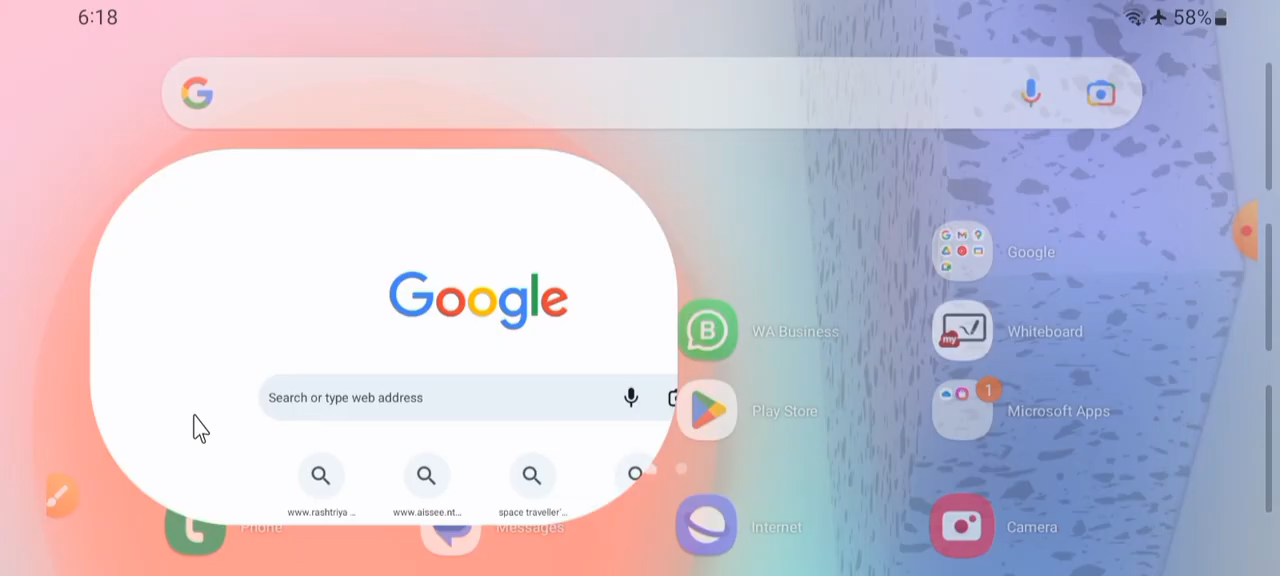 6:18
58%
Google
Google
Search or type web address
WA Business
Whiteboard
my
Play Store
1
Microsoft Apps
www.rashtriya ...
www.aissee.nt...
space traveller'...
Phone
Messages
Internet
Camera